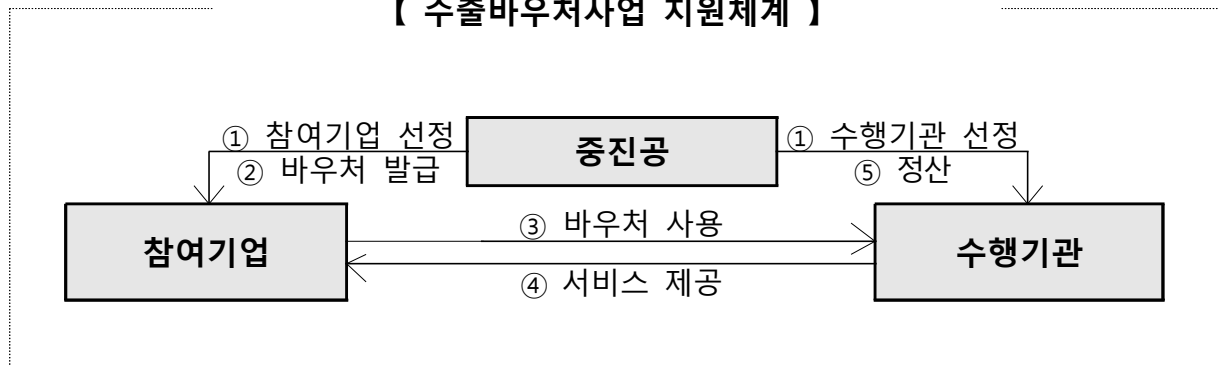 【 수출바우처사업 지원체계 】
① 참여기업 선정
② 바우처 발급
중진공
① 수행기관 선정
⑤ 정산
참여기업
③ 바우처 사용
④ 서비스 제공
수행기관